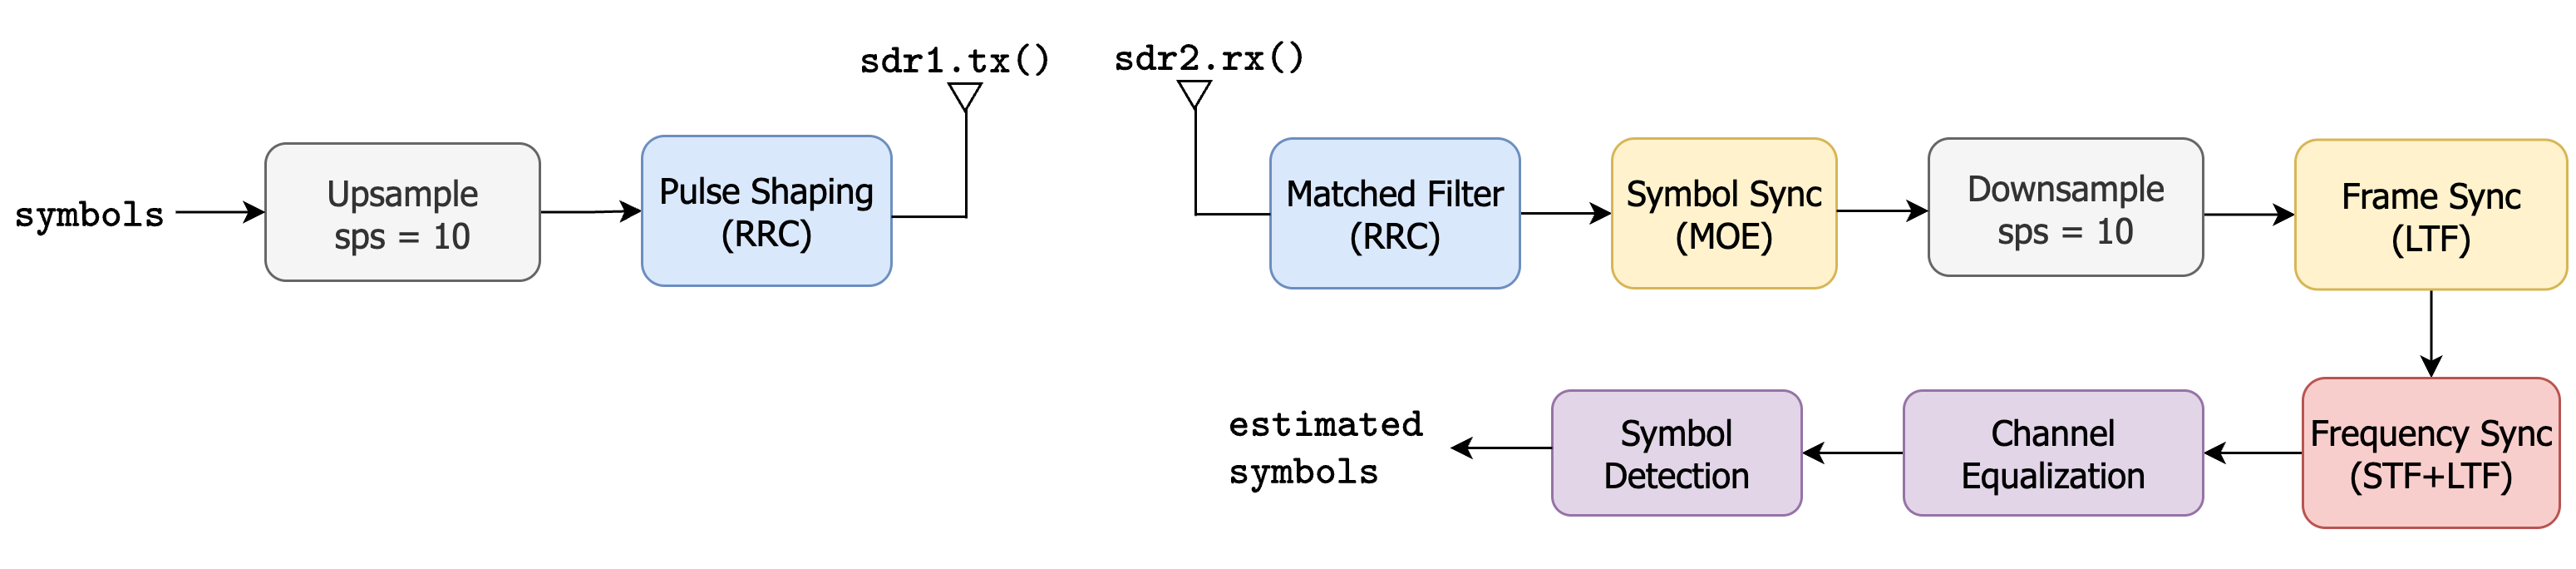 symbols
Upsample
sps = 10
Pulse Shaping
(RRC)
sdr1.tx()
sdr2.rx()
Matched Filter
(RRC)
Symbol Sync
(MOE)
Downsample
sps = 10
Frame Sync
(LTF)
Frequency Sync
(STF+LTF)
Channel
Equalization
Symbol
Detection
estimated
symbols